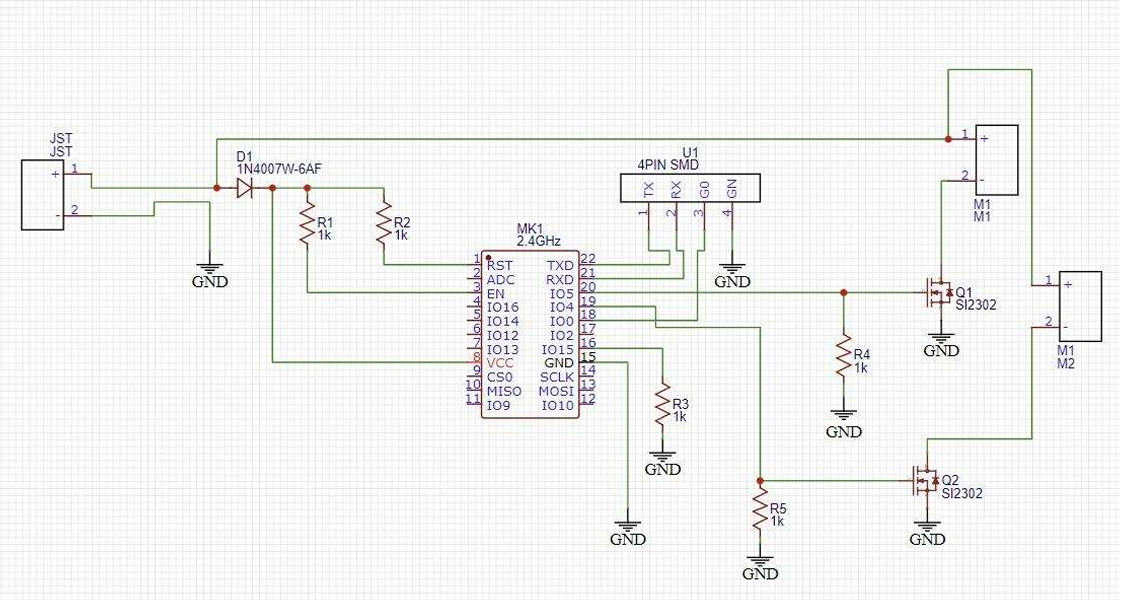 JST
JST
+ 1
- 2
GND
D1
1N4007W-6AF
R1
1k
R2
1k
U1
4PIN SMD
TX RX G0 GN
1 2 3 4
GND
MK1
2.4GHz
1 RST TXD 22
2 ADC RXD 21
3 EN IO5 20
4 IO16 IO4 19
5 IO14 IO0 18
6 IO12 IO2 17
7 IO13 IO15 16
8 VCC GND 15
9 CS0 SCLK 14
10 MISO MOSI 13
11 IO9 IO10 12
R3
1k
GND
GND
R4
1k
GND
R5
1k
GND
1 +
2 -
M1
M1
Q1
SI2302
GND
1 +
2 -
M1
M2
Q2
SI2302
GND